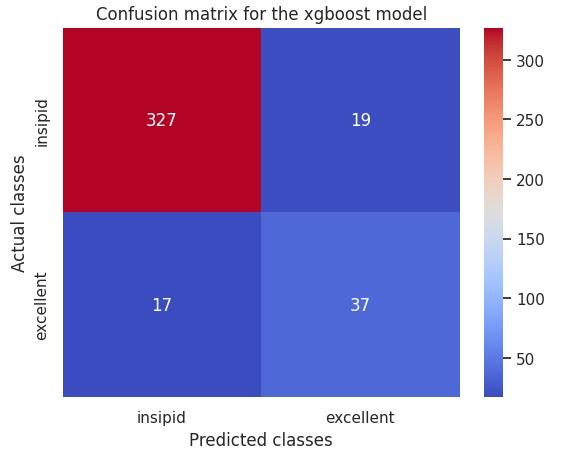 Confusion matrix for the xgboost model
Actual classes
insipid
327
19
excellent
17
37
insipid
excellent
Predicted classes
300
250
200
150
100
50